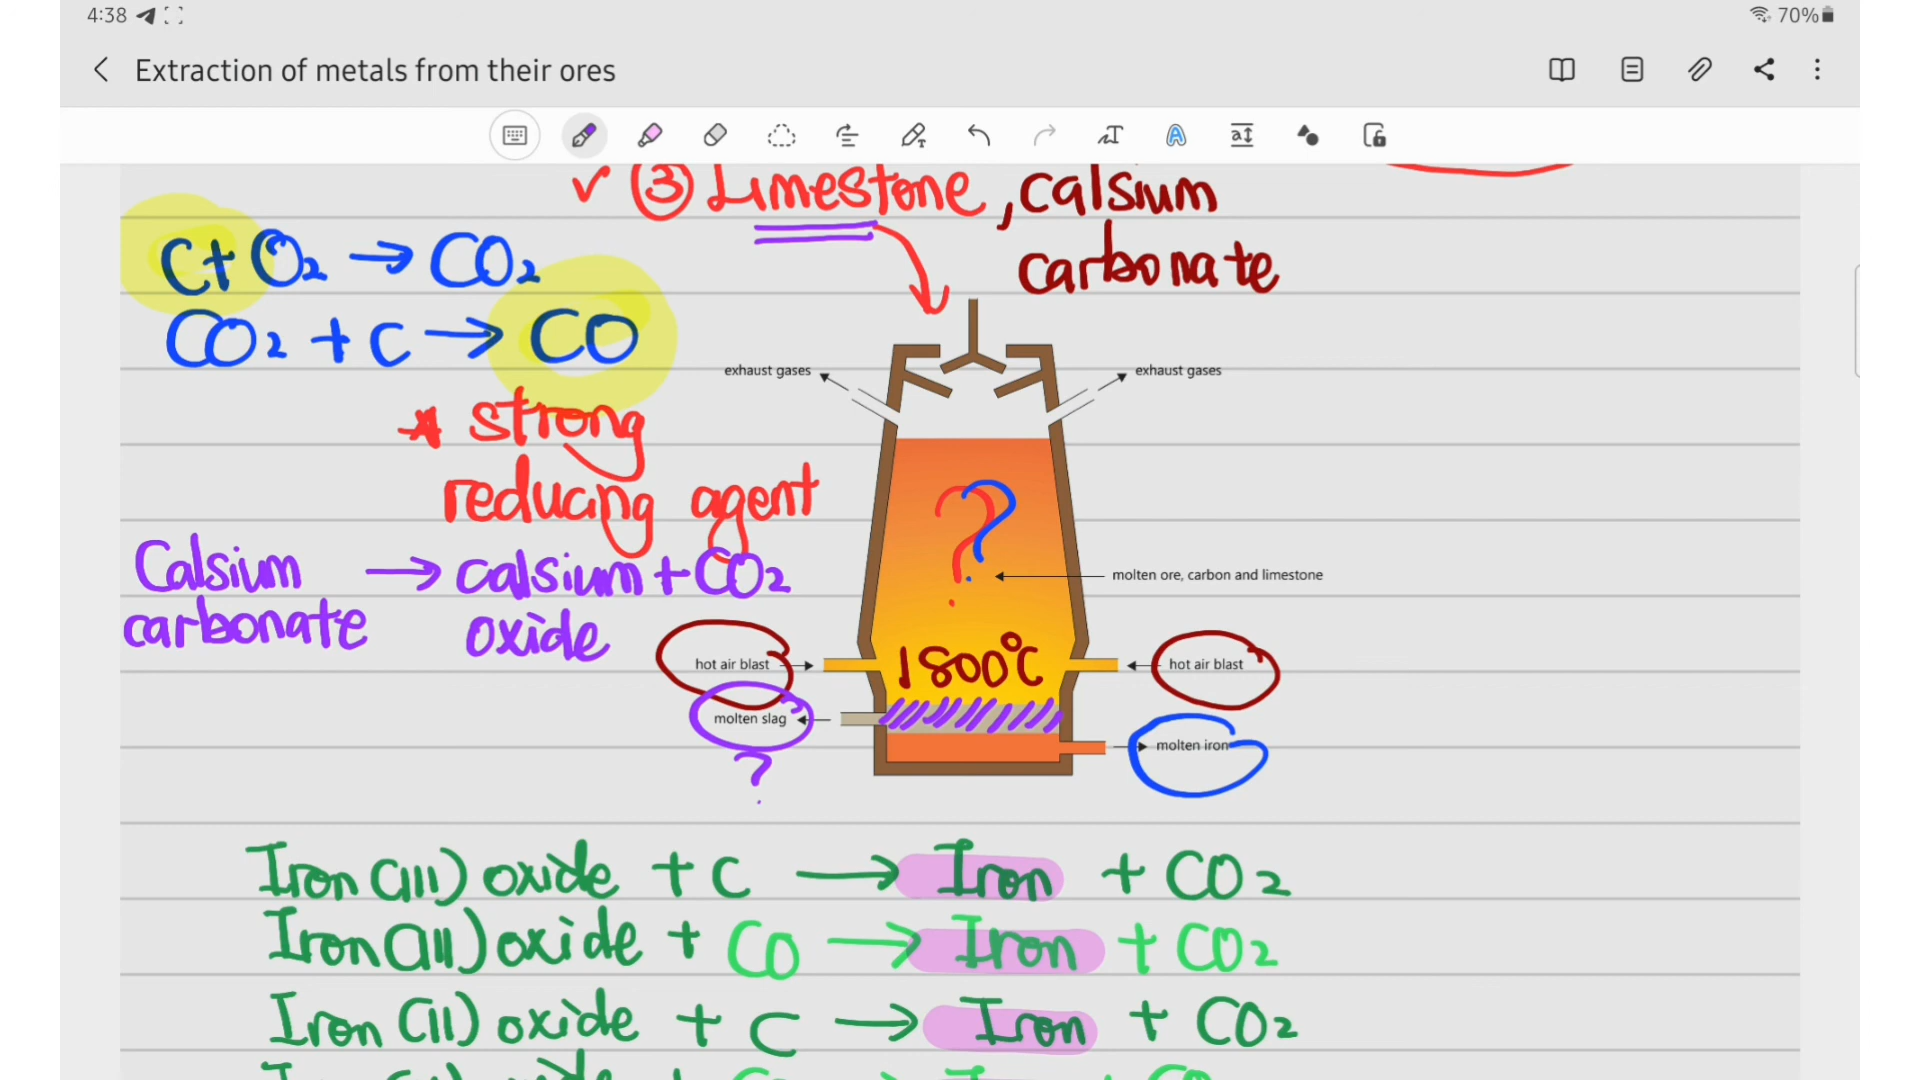 4:38
70%
Extraction of metals from their ores
✓ ③ Limestone, calsium
carbonate
C + O₂ → CO₂
CO₂ + C → CO
* strong
reducing agent
exhaust gases
exhaust gases
?
molten ore, carbon and limestone
Calsium → calsium + CO₂
carbonate oxide
hot air blast
1800°C
hot air blast
molten slag
?
molten iron
Iron (III) oxide + C → Iron + CO₂
Iron (III) oxide + CO → Iron + CO₂
Iron (II) oxide + C → Iron + CO₂